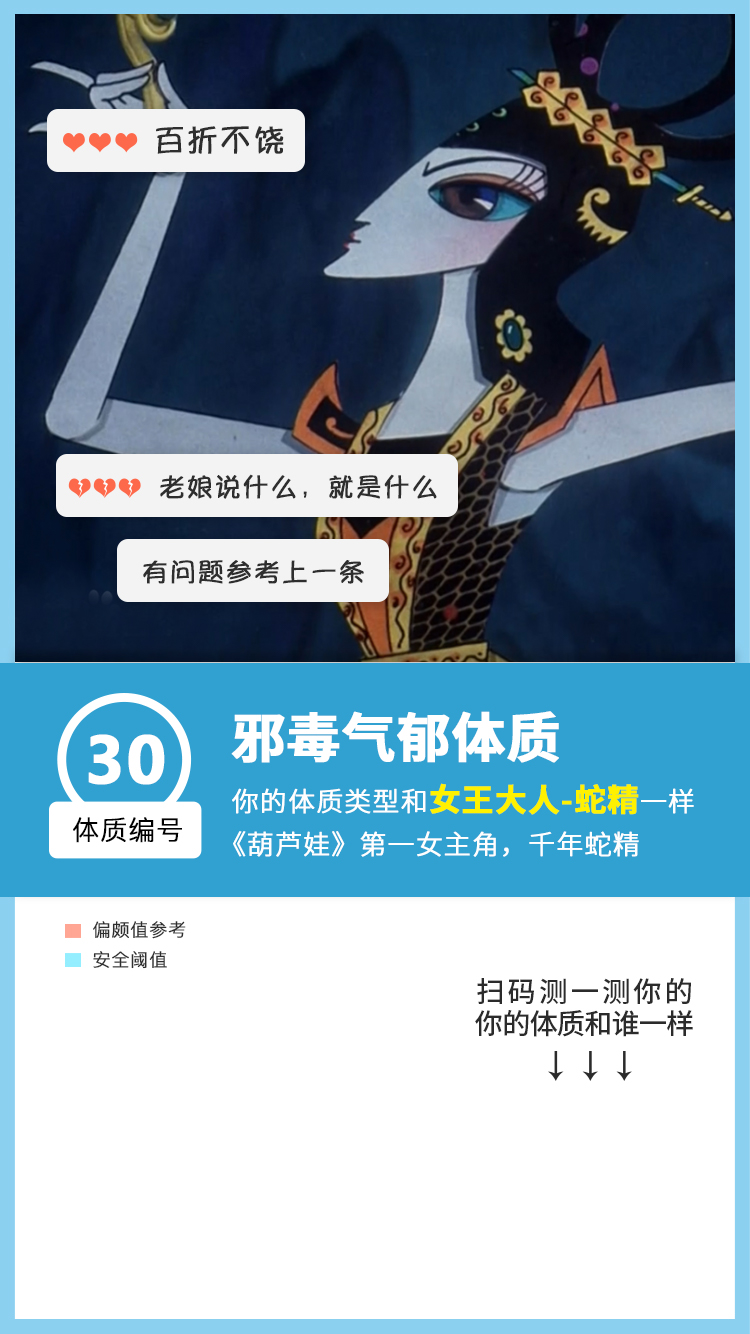 百折不饶
老娘说什么，就是什么
有问题参考上一条
30
体质编号
邪毒气郁体质
你的体质类型和女王大人-蛇精一样
《葫芦娃》第一女主角，千年蛇精
偏颇值参考
安全阈值
扫码测一测你的
你的体质和谁一样
↓ ↓ ↓